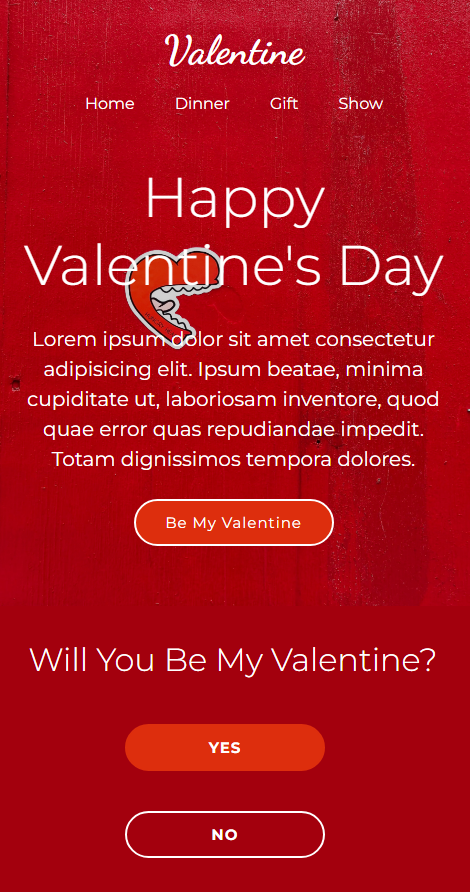 Valentine
Home Dinner Gift Show
Happy
Valentine's Day
Lorem ipsum dolor sit amet consectetur
adipisicing elit. Ipsum beatae, minima
cupiditate ut, laboriosam inventore, quod
quae error quas repudiandae impedit.
Totam dignissimos tempora dolores.
Be My Valentine
Will You Be My Valentine?
YES
NO